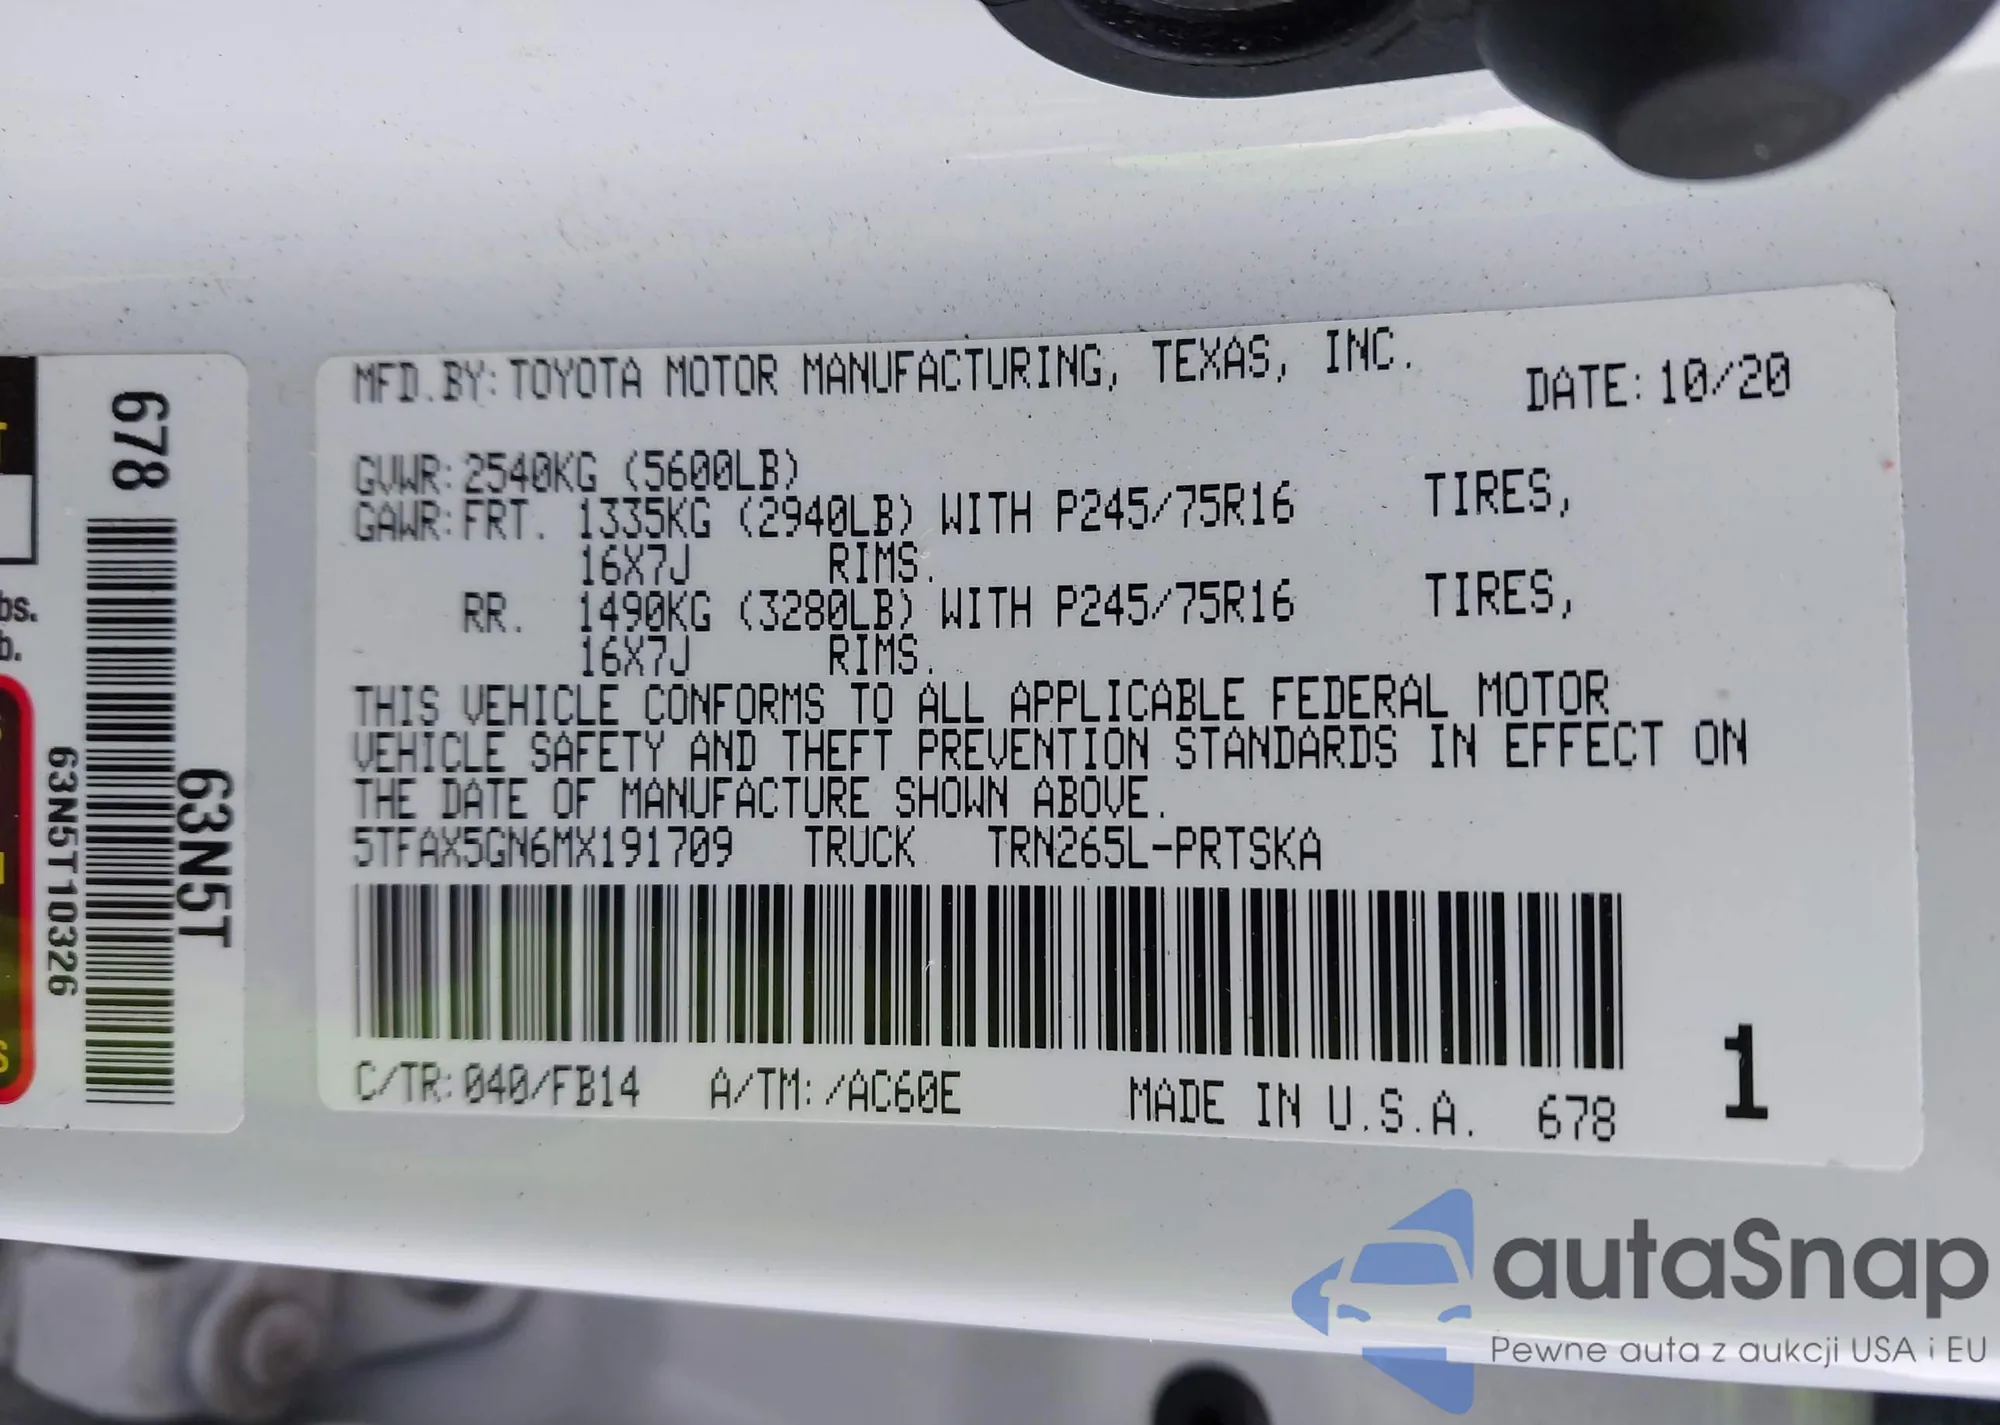 MFD.BY:TOYOTA MOTOR MANUFACTURING, TEXAS, INC.
DATE:10/20
GVWR:2540KG (5600LB)
GAWR:FRT. 1335KG (2940LB) WITH P245/75R16 TIRES,
16X7J RIMS.
RR. 1490KG (3280LB) WITH P245/75R16 TIRES,
16X7J RIMS.
THIS VEHICLE CONFORMS TO ALL APPLICABLE FEDERAL MOTOR
VEHICLE SAFETY AND THEFT PREVENTION STANDARDS IN EFFECT ON
THE DATE OF MANUFACTURE SHOWN ABOVE.
5TFAX5GN6MX191709 TRUCK TRN265L-PRTSKA
C/TR:040/FB14 A/TM:/AC60E MADE IN U.S.A. 678
1
678
63N5T
63N5T10326
bs.
b.
autaSnap
Pewne auta z aukcji USA i EU